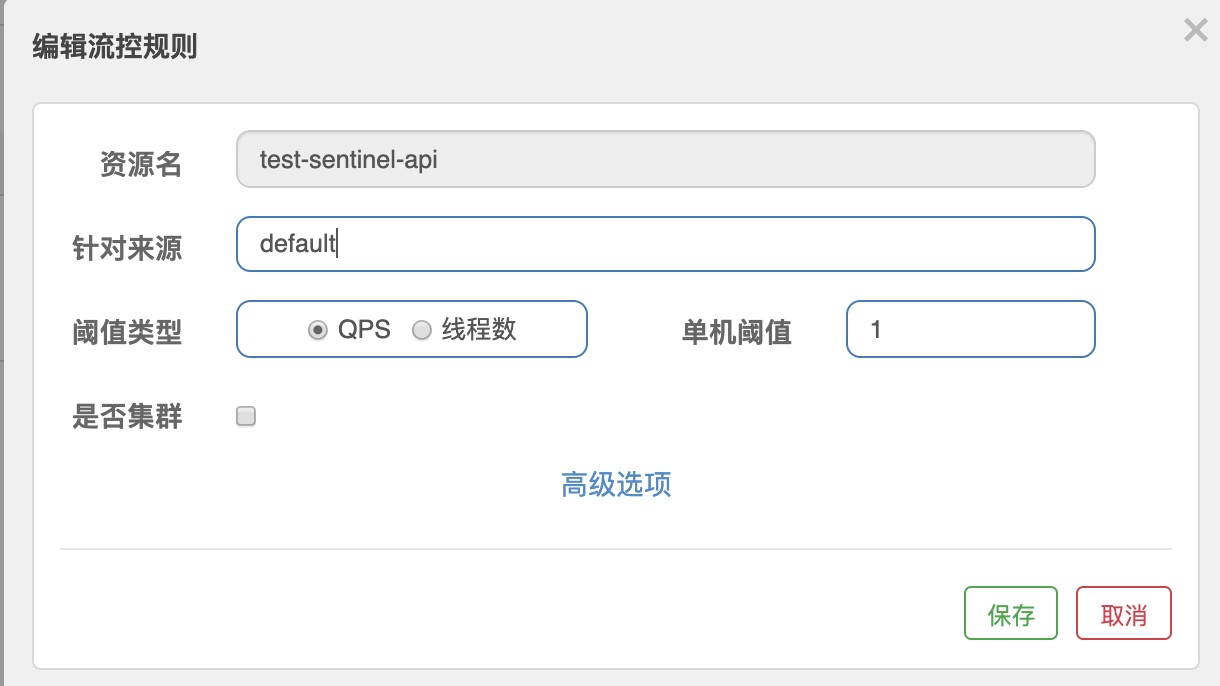 编辑流控规则
资源名 test-sentinel-api
针对来源 default
阈值类型 QPS 线程数 单机阈值 1
是否集群
高级选项
保存 取消